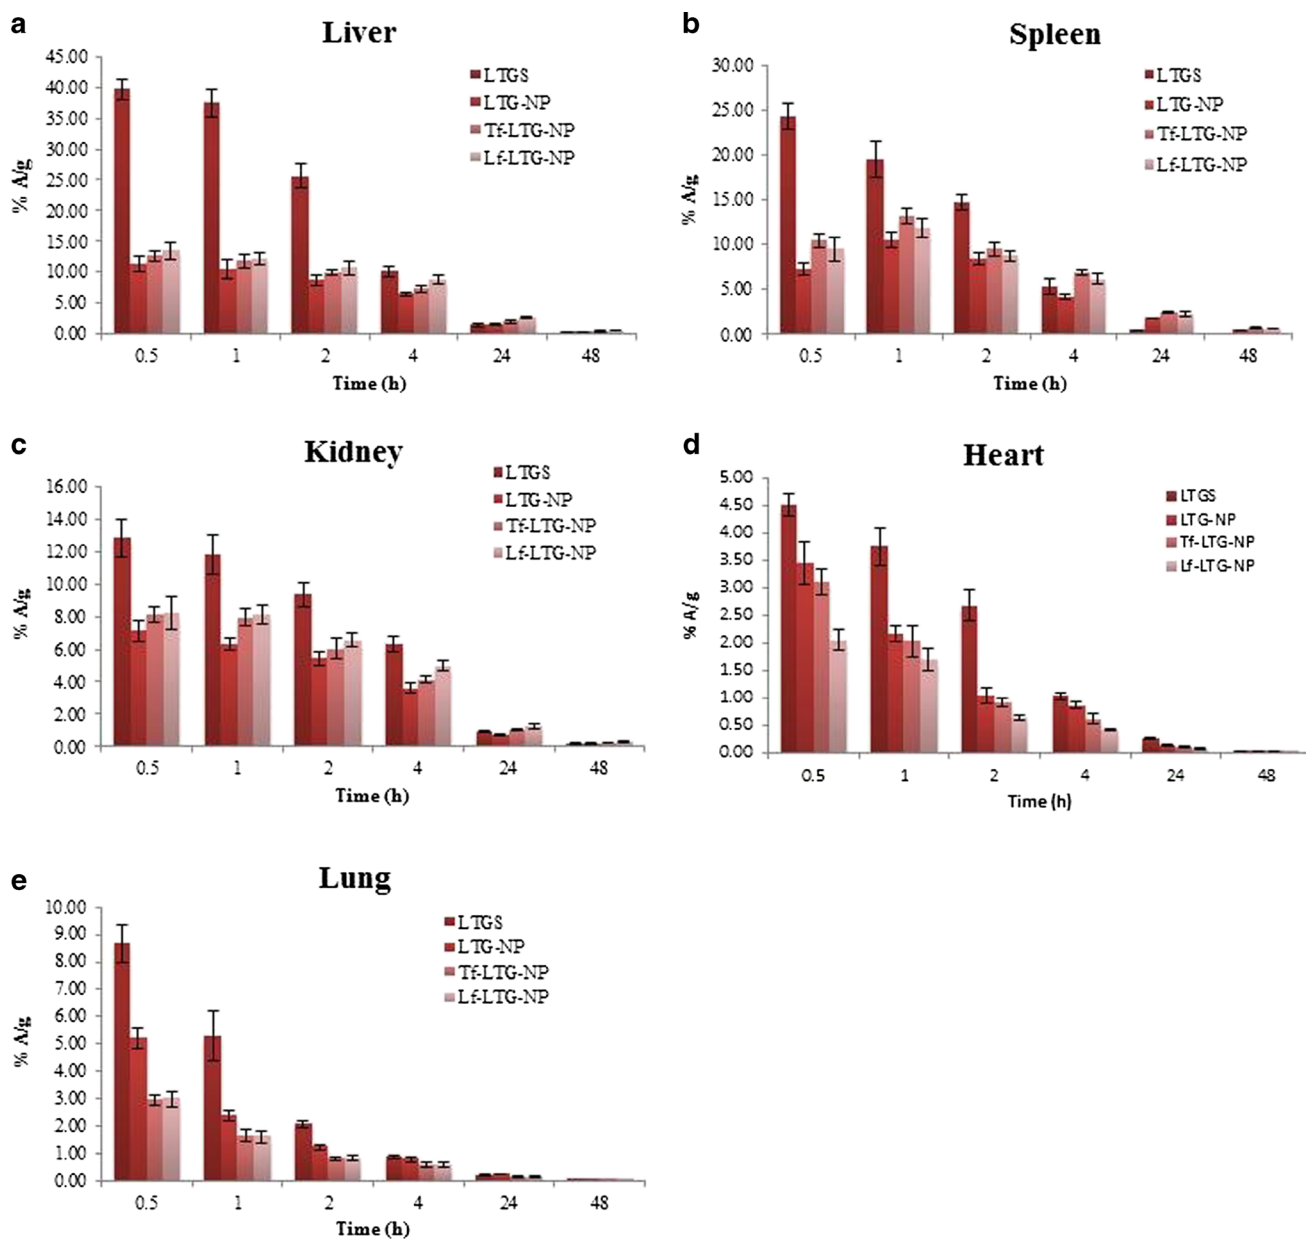 a
Liver
45.00
40.00
35.00
30.00
25.00
20.00
15.00
10.00
5.00
0.00
% A/g
LTGS
LTG-NP
Tf-LTG-NP
Lf-LTG-NP
0.5 1 2 4 24 48
Time (h)
b
Spleen
30.00
25.00
20.00
15.00
10.00
5.00
0.00
% A/g
LTGS
LTG-NP
Tf-LTG-NP
Lf-LTG-NP
0.5 1 2 4 24 48
Time (h)
c
Kidney
16.00
14.00
12.00
10.00
8.00
6.00
4.00
2.00
0.00
% A/g
LTGS
LTG-NP
Tf-LTG-NP
Lf-LTG-NP
0.5 1 2 4 24 48
Time (h)
d
Heart
5.00
4.50
4.00
3.50
3.00
2.50
2.00
1.50
1.00
0.50
0.00
% A/g
LTGS
LTG-NP
Tf-LTG-NP
Lf-LTG-NP
0.5 1 2 4 24 48
Time (h)
e
Lung
10.00
9.00
8.00
7.00
6.00
5.00
4.00
3.00
2.00
1.00
0.00
% A/g
LTGS
LTG-NP
Tf-LTG-NP
Lf-LTG-NP
0.5 1 2 4 24 48
Time (h)